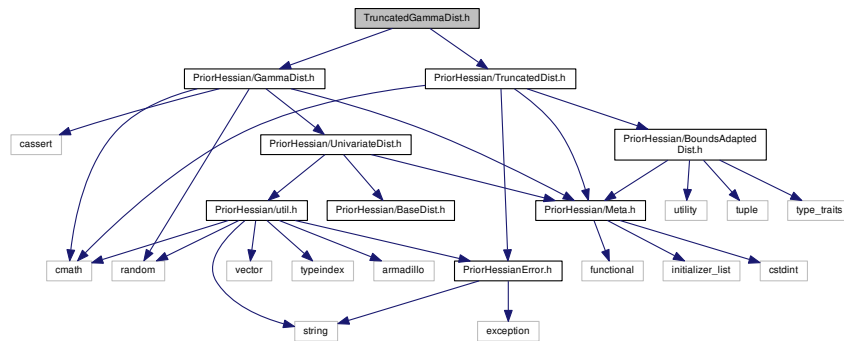 TruncatedGammaDist.h
PriorHessian/GammaDist.h
PriorHessian/TruncatedDist.h
cassert
PriorHessian/UnivariateDist.h
PriorHessian/BoundsAdapted
Dist.h
PriorHessian/util.h
PriorHessian/BaseDist.h
PriorHessian/Meta.h
utility
tuple
type_traits
cmath
random
vector
typeindex
armadillo
PriorHessianError.h
functional
initializer_list
cstdint
string
exception